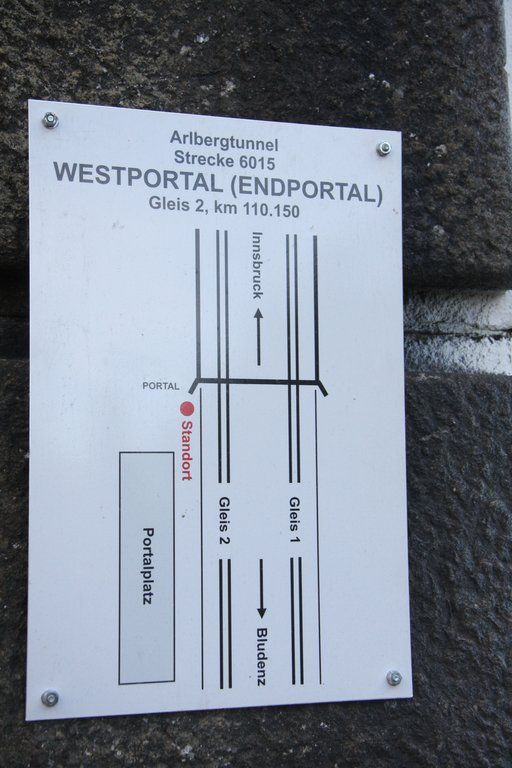 Arlbergtunnel
Strecke 6015
WESTPORTAL (ENDPORTAL)
Gleis 2, km 110.150
Innsbruck
PORTAL
Standort
Gleis 2
Gleis 1
Portalplatz
Bludenz